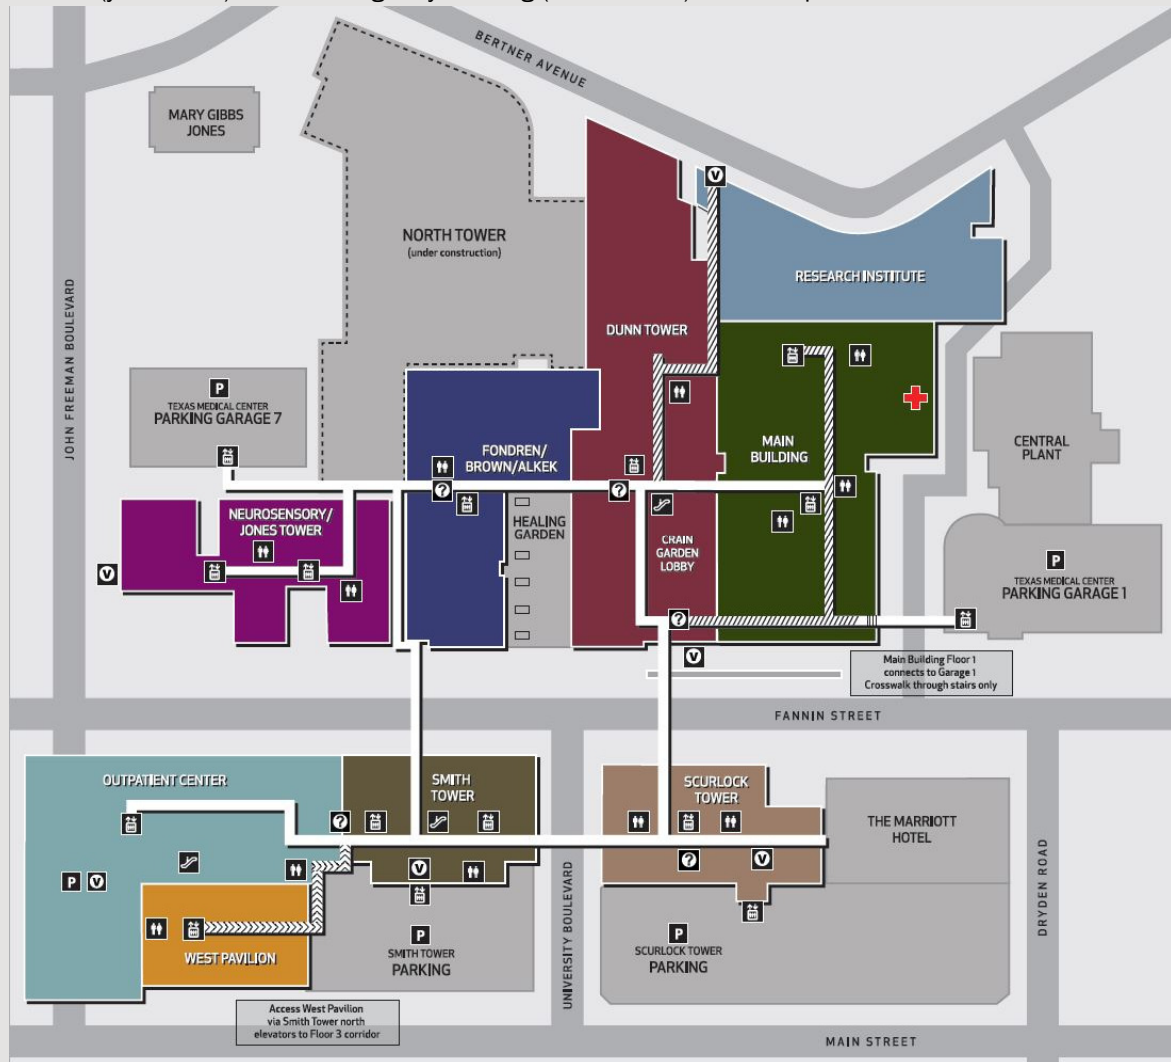 BERTNER AVENUE
MARY GIBBS
JONES
NORTH TOWER
(under construction)
RESEARCH INSTITUTE
JOHN FREEMAN BOULEVARD
DUNN TOWER
P
TEXAS MEDICAL CENTER
PARKING GARAGE 7
FONDREN/
BROWN/ALKEK
MAIN
BUILDING
CENTRAL
PLANT
?
?
NEUROSENSORY/
JONES TOWER
HEALING
GARDEN
CRAIN
GARDEN
LOBBY
V
V
P
TEXAS MEDICAL CENTER
PARKING GARAGE 1
?
V
Main Building Floor 1
connects to Garage 1
Crosswalk through stairs only
FANNIN STREET
OUTPATIENT CENTER
SMITH
TOWER
SCURLOCK
TOWER
?
THE MARRIOTT
HOTEL
V
?
V
P V
WEST PAVILION
P
SMITH TOWER
PARKING
P
SCURLOCK TOWER
PARKING
UNIVERSITY BOULEVARD
DRYDEN ROAD
Access West Pavilion
via Smith Tower north
elevators to Floor 3 corridor
MAIN STREET